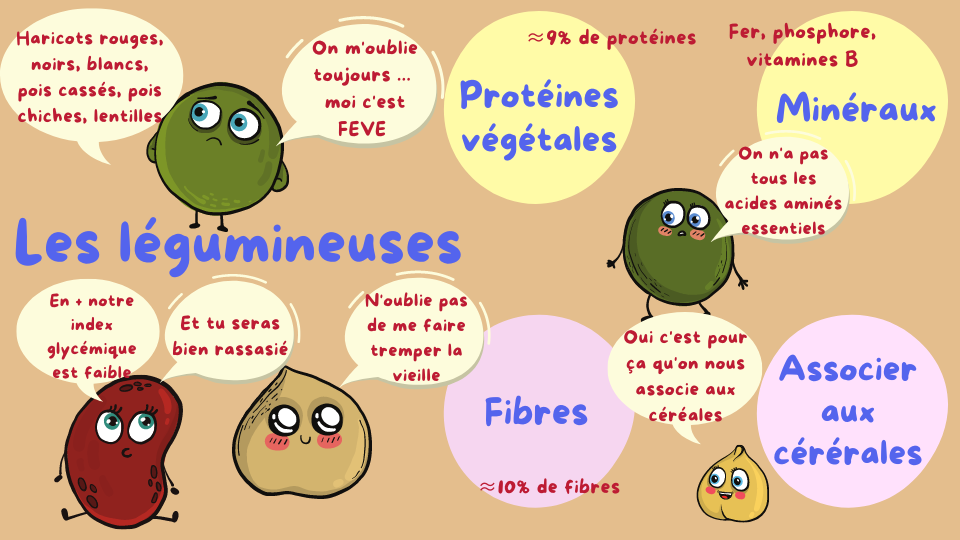 Haricots rouges,
noirs, blancs,
pois cassés, pois
chiches, lentilles
On m'oublie
toujours ...
moi c'est
FEVE
≈9% de protéines
Protéines
végétales
Fer, phosphore,
vitamines B
Minéraux
On n'a pas
tous les
acides aminés
essentiels
Les légumineuses
En + notre
index
glycémique
est faible
Et tu seras
bien rassasié
N'oublie pas
de me faire
tremper la
vieille
Fibres
≈10% de fibres
Oui c'est pour
ça qu'on nous
associe aux
céréales
Associer
aux
cérérales